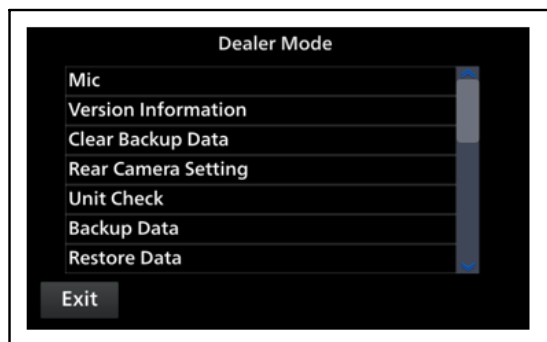 Dealer Mode
Mic
Version Information
Clear Backup Data
Rear Camera Setting
Unit Check
Backup Data
Restore Data
Exit